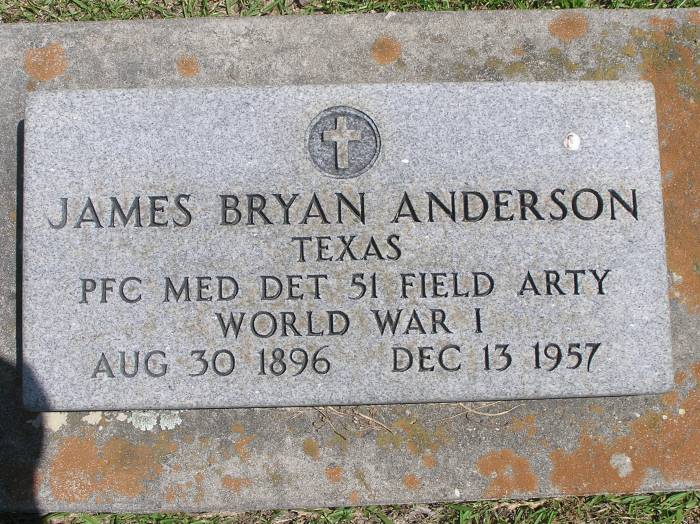 JAMES BRYAN ANDERSON
TEXAS
PFC MED DET 51 FIELD ARTY
WORLD WAR I
AUG 30 1896 DEC 13 1957